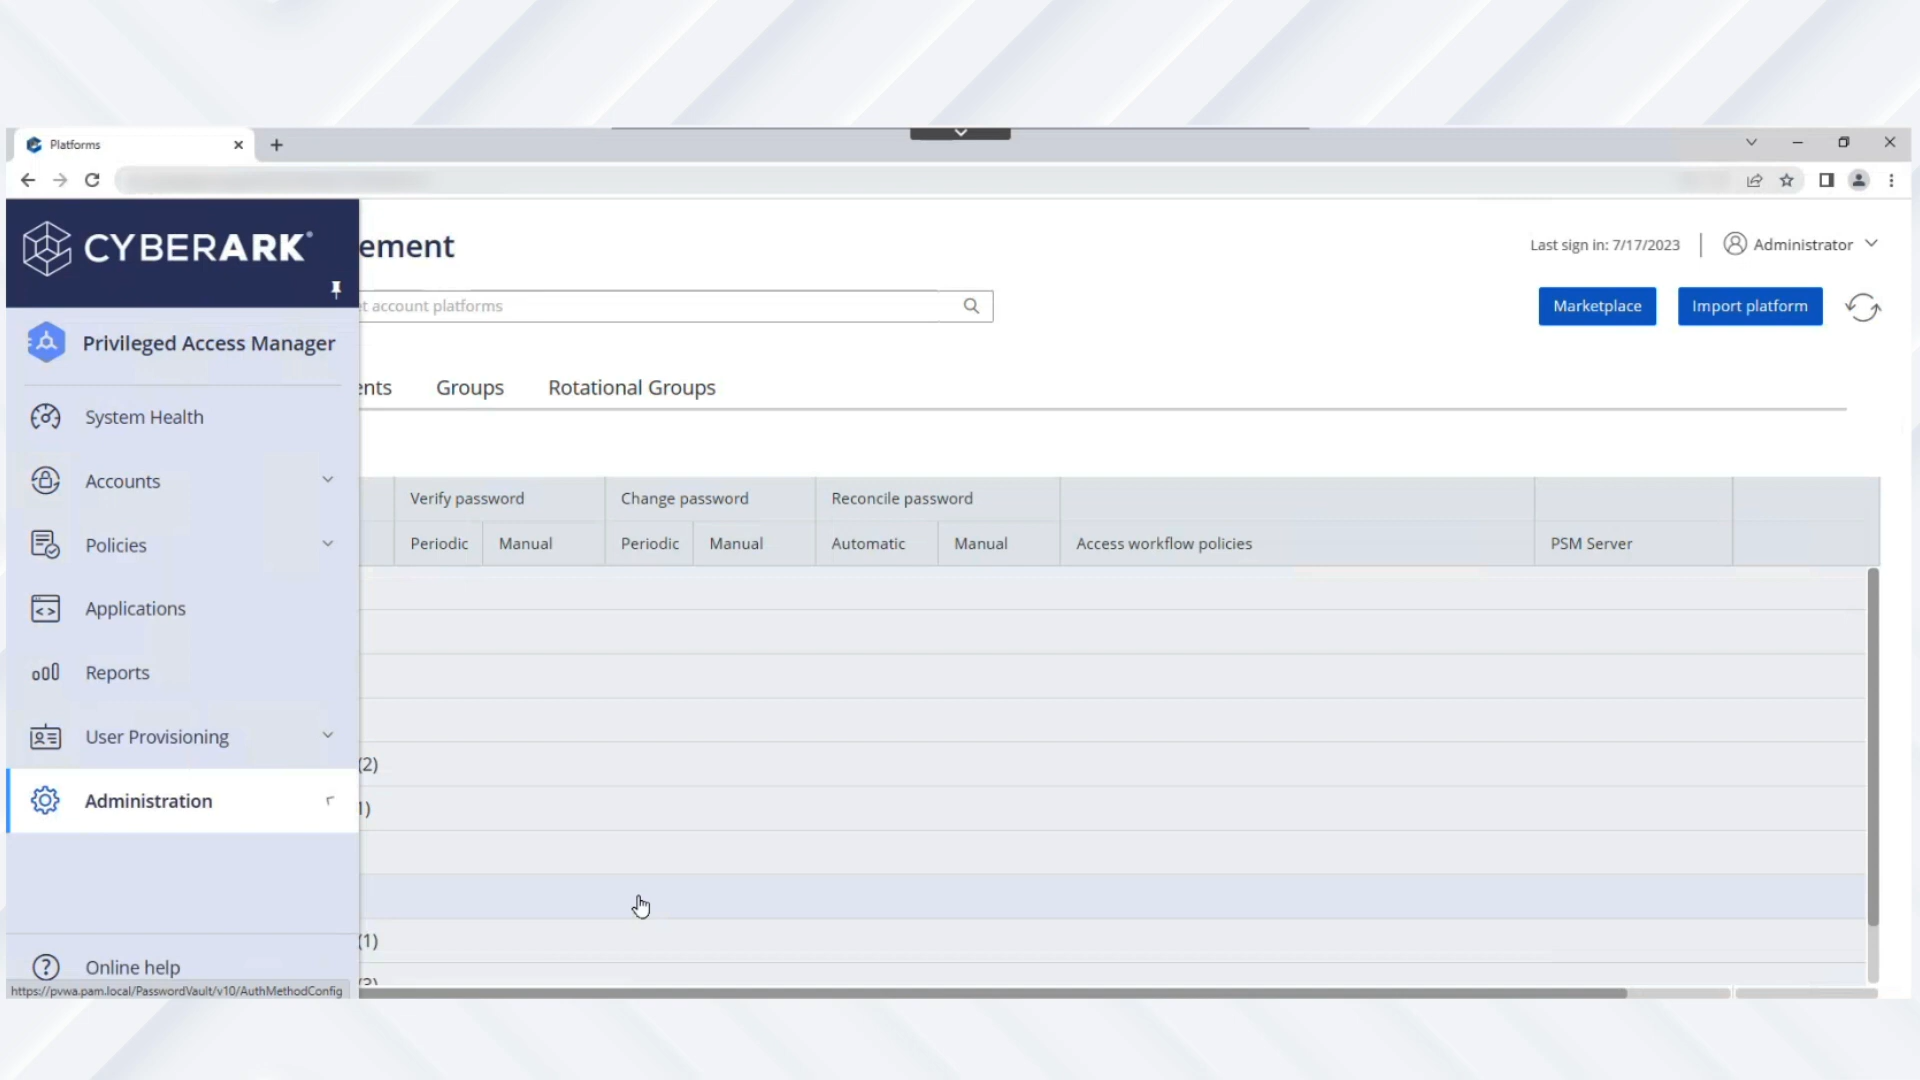 Platforms
CYBERARK
ement
Last sign in: 7/17/2023
Administrator
t account platforms
Marketplace
Import platform
Privileged Access Manager
ents
Groups
Rotational Groups
System Health
Accounts
Policies
Applications
Reports
User Provisioning
Administration
Online help
Verify password
Change password
Reconcile password
Periodic
Manual
Periodic
Manual
Automatic
Manual
Access workflow policies
PSM Server
(2)
1)
(1)
https://pvwa.pam.local/PasswordVault/v10/AuthMethodConfig